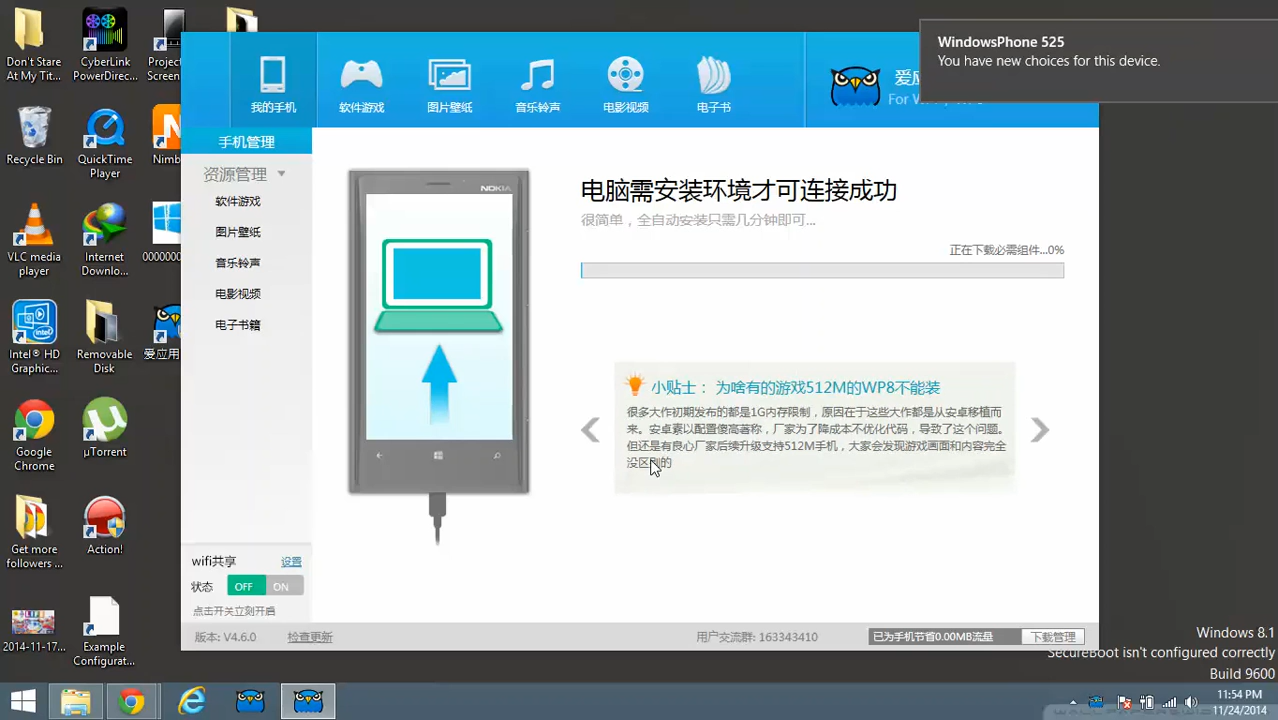 Don't Stare
At My Tit...
CyberLink
PowerDirec...
Project
Screen
Recycle Bin
QuickTime
Player
Nimb
VLC media
player
Internet
Downlo...
000000
Intel® HD
Graphic...
Removable
Disk
爱应用
Google
Chrome
µTorrent
Get more
followers ...
Action!
2014-11-17...
Example
Configurat...
我的手机
软件游戏
图片壁纸
音乐铃声
电影视频
电子书
WindowsPhone 525
You have new choices for this device.
手机管理
资源管理
软件游戏
图片壁纸
音乐铃声
电影视频
电子书籍
NOKIA
电脑需安装环境才可连接成功
很简单，全自动安装只需几分钟即可...
正在下载必需组件...0%
小贴士： 为啥有的游戏512M的WP8不能装
很多大作初期发布的都是1G内存限制，原因在于这些大作都是从安卓移植而
来。安卓素以配置傻高著称，厂家为了降成本不优化代码，导致了这个问题。
但还是有良心厂家后续升级支持512M手机，大家会发现游戏画面和内容完全
没区别的
wifi共享
设置
状态
OFF
ON
点击开关立刻开启
版本: V4.6.0
检查更新
用户交流群: 163343410
已为手机节省0.00MB流量
下载管理
Windows 8.1
SecureBoot isn't configured correctly
Build 9600
11:54 PM
11/24/2014